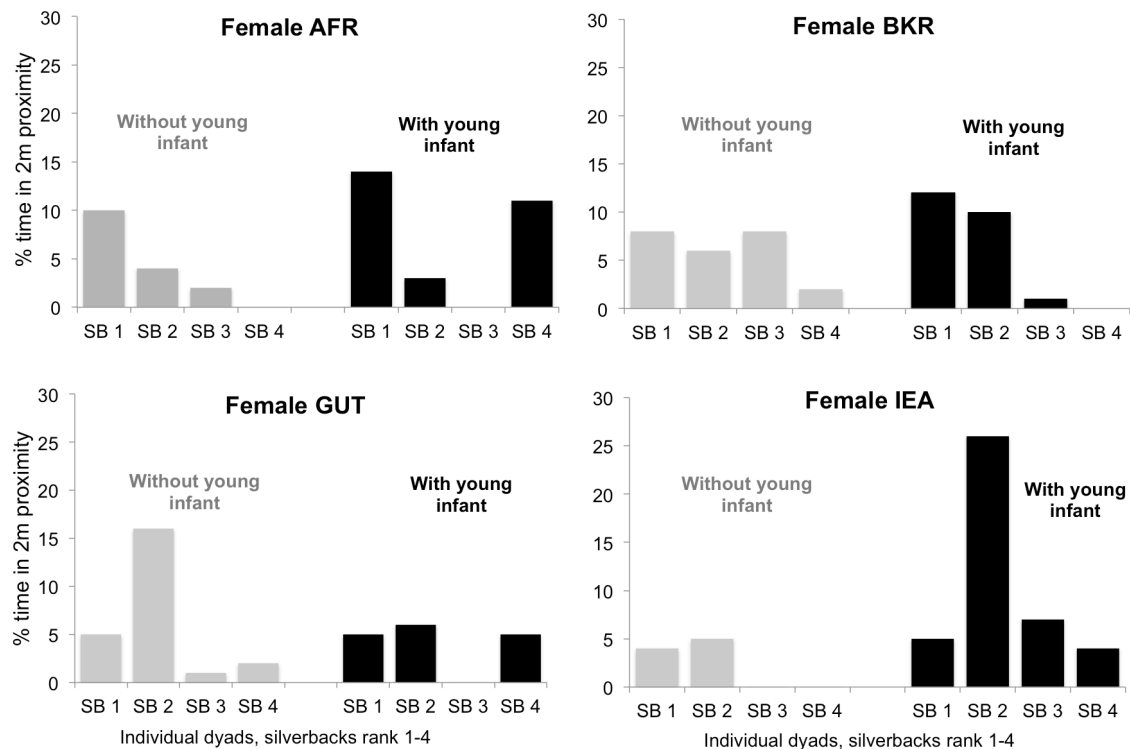 Female AFR
% time in 2m proximity
30
25
20
15
10
5
0
Without young
infant
With young
infant
SB 1 SB 2 SB 3 SB 4 SB 1 SB 2 SB 3 SB 4
Female BKR
30
25
20
15
10
5
0
Without young
infant
With young
infant
SB 1 SB 2 SB 3 SB 4 SB 1 SB 2 SB 3 SB 4
Female GUT
% time in 2m proximity
30
25
20
15
10
5
0
Without young
infant
With young
infant
SB 1 SB 2 SB 3 SB 4 SB 1 SB 2 SB 3 SB 4
Individual dyads, silverbacks rank 1-4
Female IEA
30
25
20
15
10
5
0
Without young
infant
With young
infant
SB 1 SB 2 SB 3 SB 4 SB 1 SB 2 SB 3 SB 4
Individual dyads, silverbacks rank 1-4